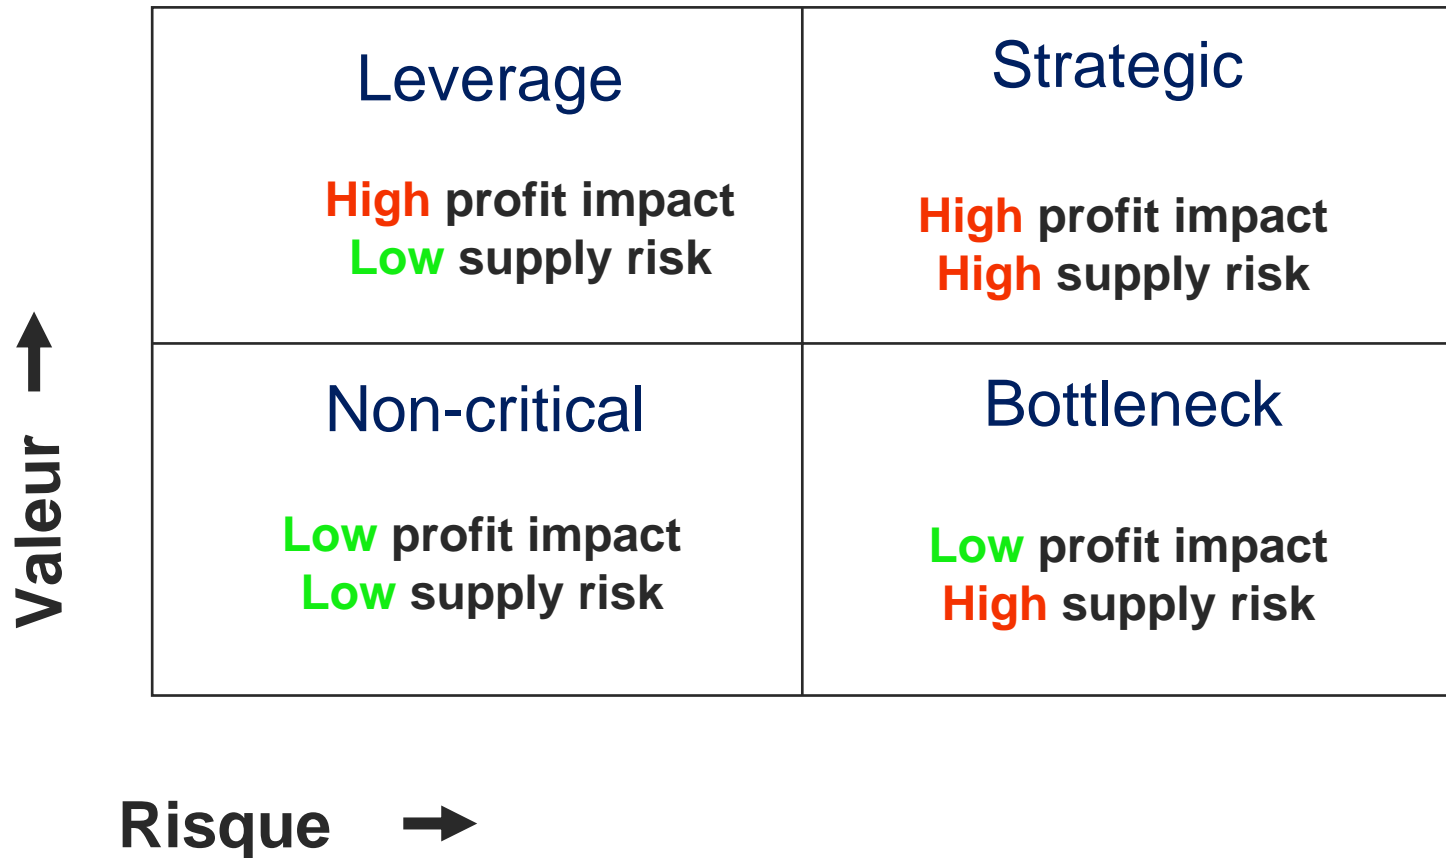 Leverage
High profit impact
Low supply risk
Strategic
High profit impact
High supply risk
Non-critical
Low profit impact
Low supply risk
Bottleneck
Low profit impact
High supply risk
Valeur
Risque